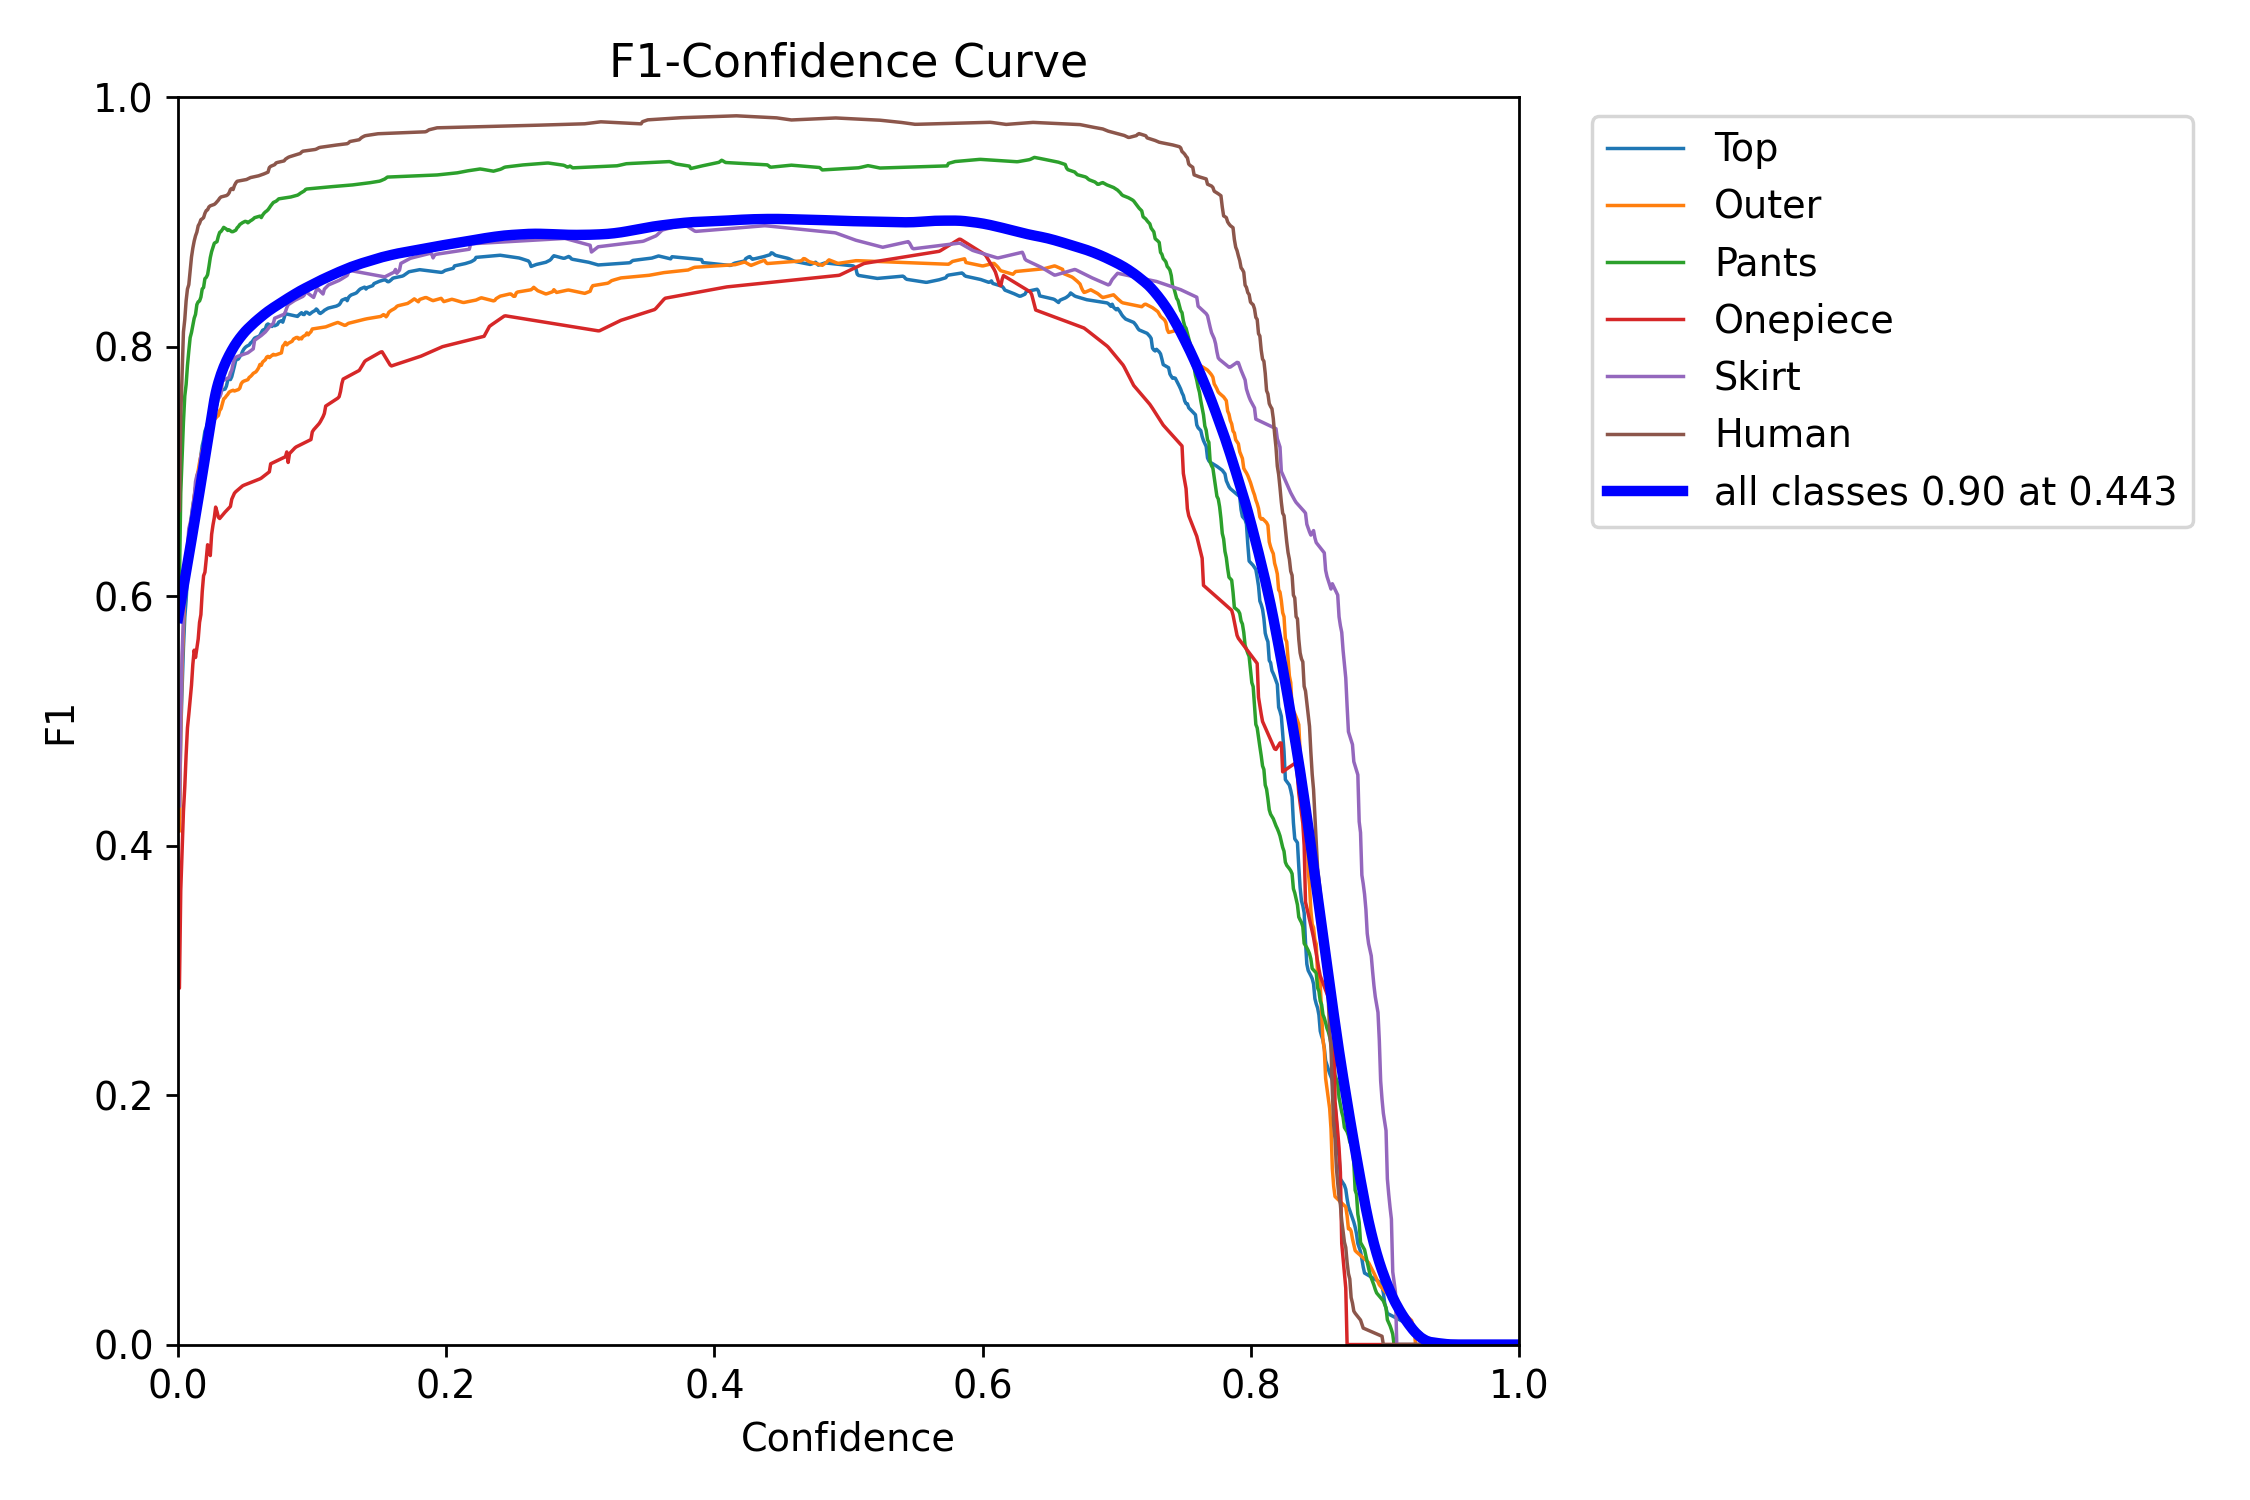 F1-Confidence Curve
1.0
0.8
0.6
0.4
0.2
0.0
F1
0.0 0.2 0.4 0.6 0.8 1.0
Confidence
Top
Outer
Pants
Onepiece
Skirt
Human
all classes 0.90 at 0.443